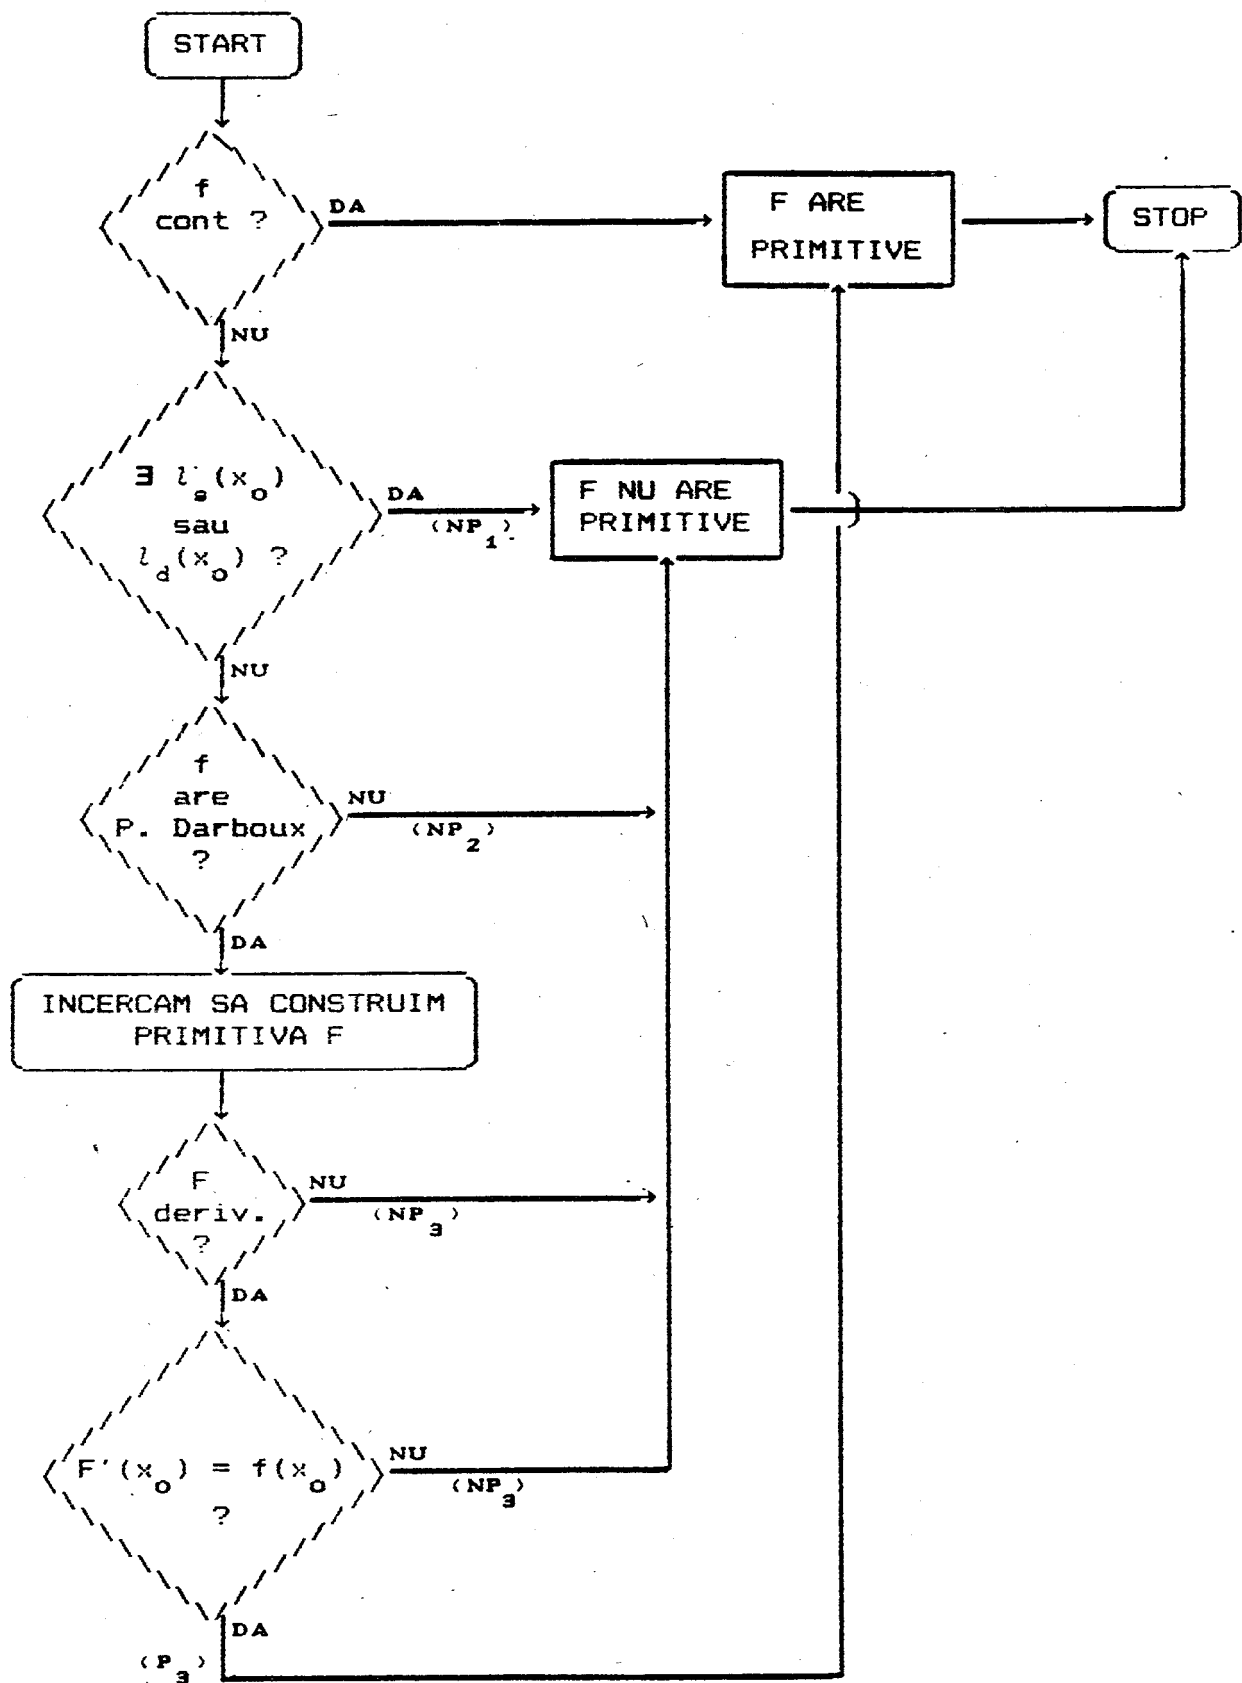 START
f
cont ?
DA
F ARE
PRIMITIVE
STOP
NU
∃ l_s(x_o)
sau
l_d(x_o) ?
DA
(NP_1)
F NU ARE
PRIMITIVE
NU
f
are
P. Darboux
?
NU
(NP_2)
DA
INCERCAM SA CONSTRUIM
PRIMITIVA F
F
deriv.
?
NU
(NP_3)
DA
F'(x_o) = f(x_o)
?
NU
(NP_3)
DA
(P_3)